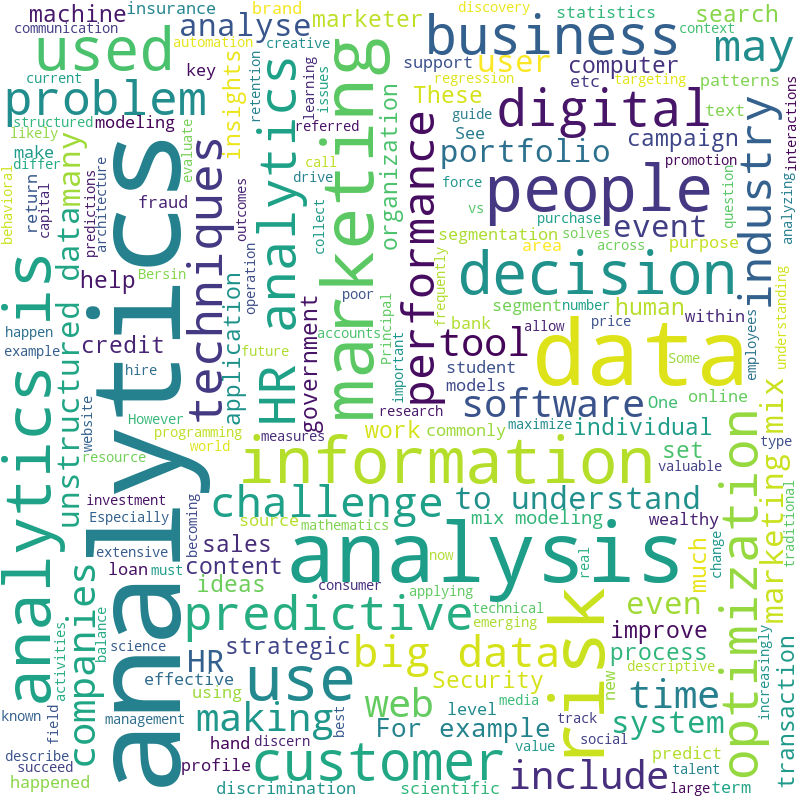 machine
insurance
brand
discovery
statistics
search
communication
automation
creative
marketer
context
used
analyse
business
may
current
key
insights
retention
learning
issues
support
user
computer
etc
targeting
patterns
regression
problem
structured
modeling
referred
These
digital
text
interactions
likely
make
differ
datamany
guide
See
campaign
portfolio
promotion
evaluate
call
drive
organization
performance
force
people
question
analyzing
industry
behavioral
return
capital
predictions
architecture
fraud
techniques
outcomes
HR analytics
collect
marketing
vs
purchase
event
segmentation
solves
area
across
purpose
help
Bersin
operation
poor
frequently
decision
analytics is
unstructured data
analytics
application
government
accounts
Principal
important
segment
number
human
within
employees
understanding
happen
example
credit
future
tool
bank
allow
price
data
Some
hire
student
models
website
However
research
software
One
online
marketing mix
type
traditional
programming
world
measures
work
commonly
maximize
individual
optimization
resource
information
set
valuable
investment
Especially
becoming
challenge
to understand
source
mathematics
mix modeling
wealthy
much
change
extensive
sales
analysis
now
real
loan
must
content
consumer
companies
balance
ideas
applying
risk
even
predictive
technical
emerging
improve
increasingly
science
strategic
big data
process
descriptive
activities
HR
effective
use
Security
new
time
transaction
known
field
management
using
making
web
level
media
For example
track
system
best
social
describe
succeed
hand
discern
customer
value
predict
profile
talent
happened
discrimination
scientific
include
large
term